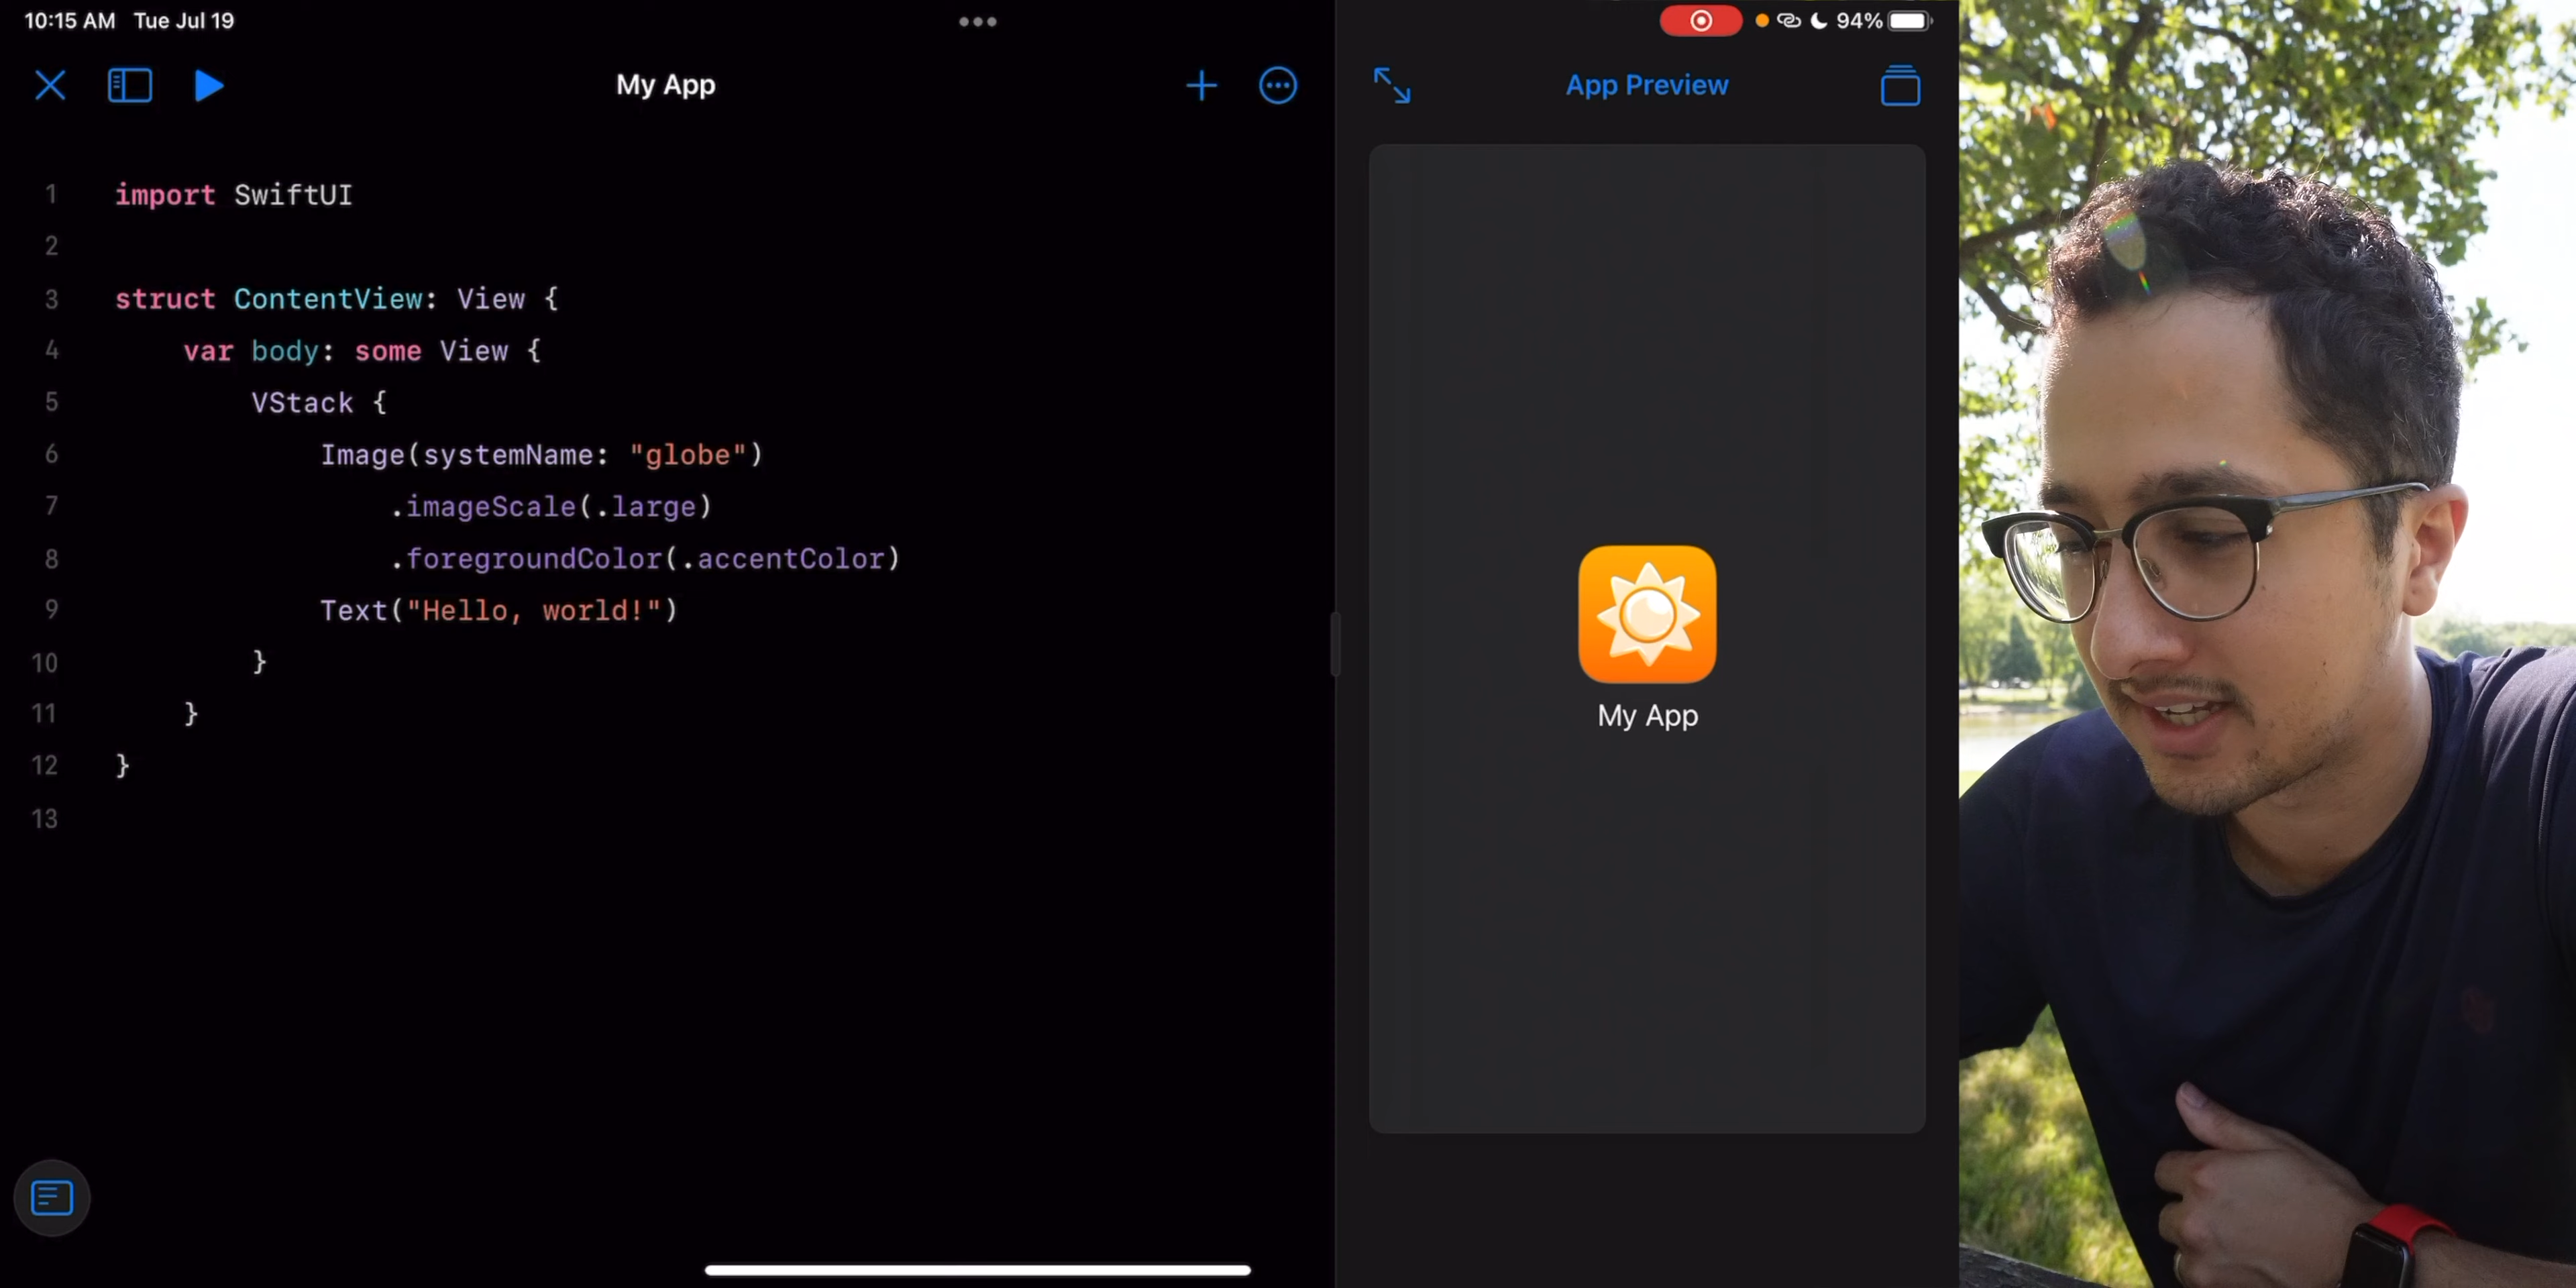 10:15 AM Tue Jul 19
94%
My App
App Preview
1 import SwiftUI
2
3 struct ContentView: View {
4 var body: some View {
5 VStack {
6 Image(systemName: "globe")
7 .imageScale(.large)
8 .foregroundColor(.accentColor)
9 Text("Hello, world!")
10 }
11 }
12 }
13
My App